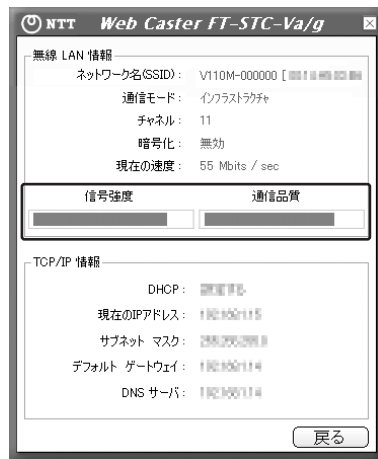 NTT Web Caster FT-STC-Va/g
無線 LAN 情報
ネットワーク名(SSID): V110M-000000 [
通信モード: インフラストラクチャ
チャネル: 11
暗号化: 無効
現在の速度: 55 Mbits / sec
信号強度 通信品質
TCP/IP 情報
DHCP:
現在のIPアドレス:
サブネット マスク:
デフォルト ゲートウェイ:
DNS サーバ:
戻る